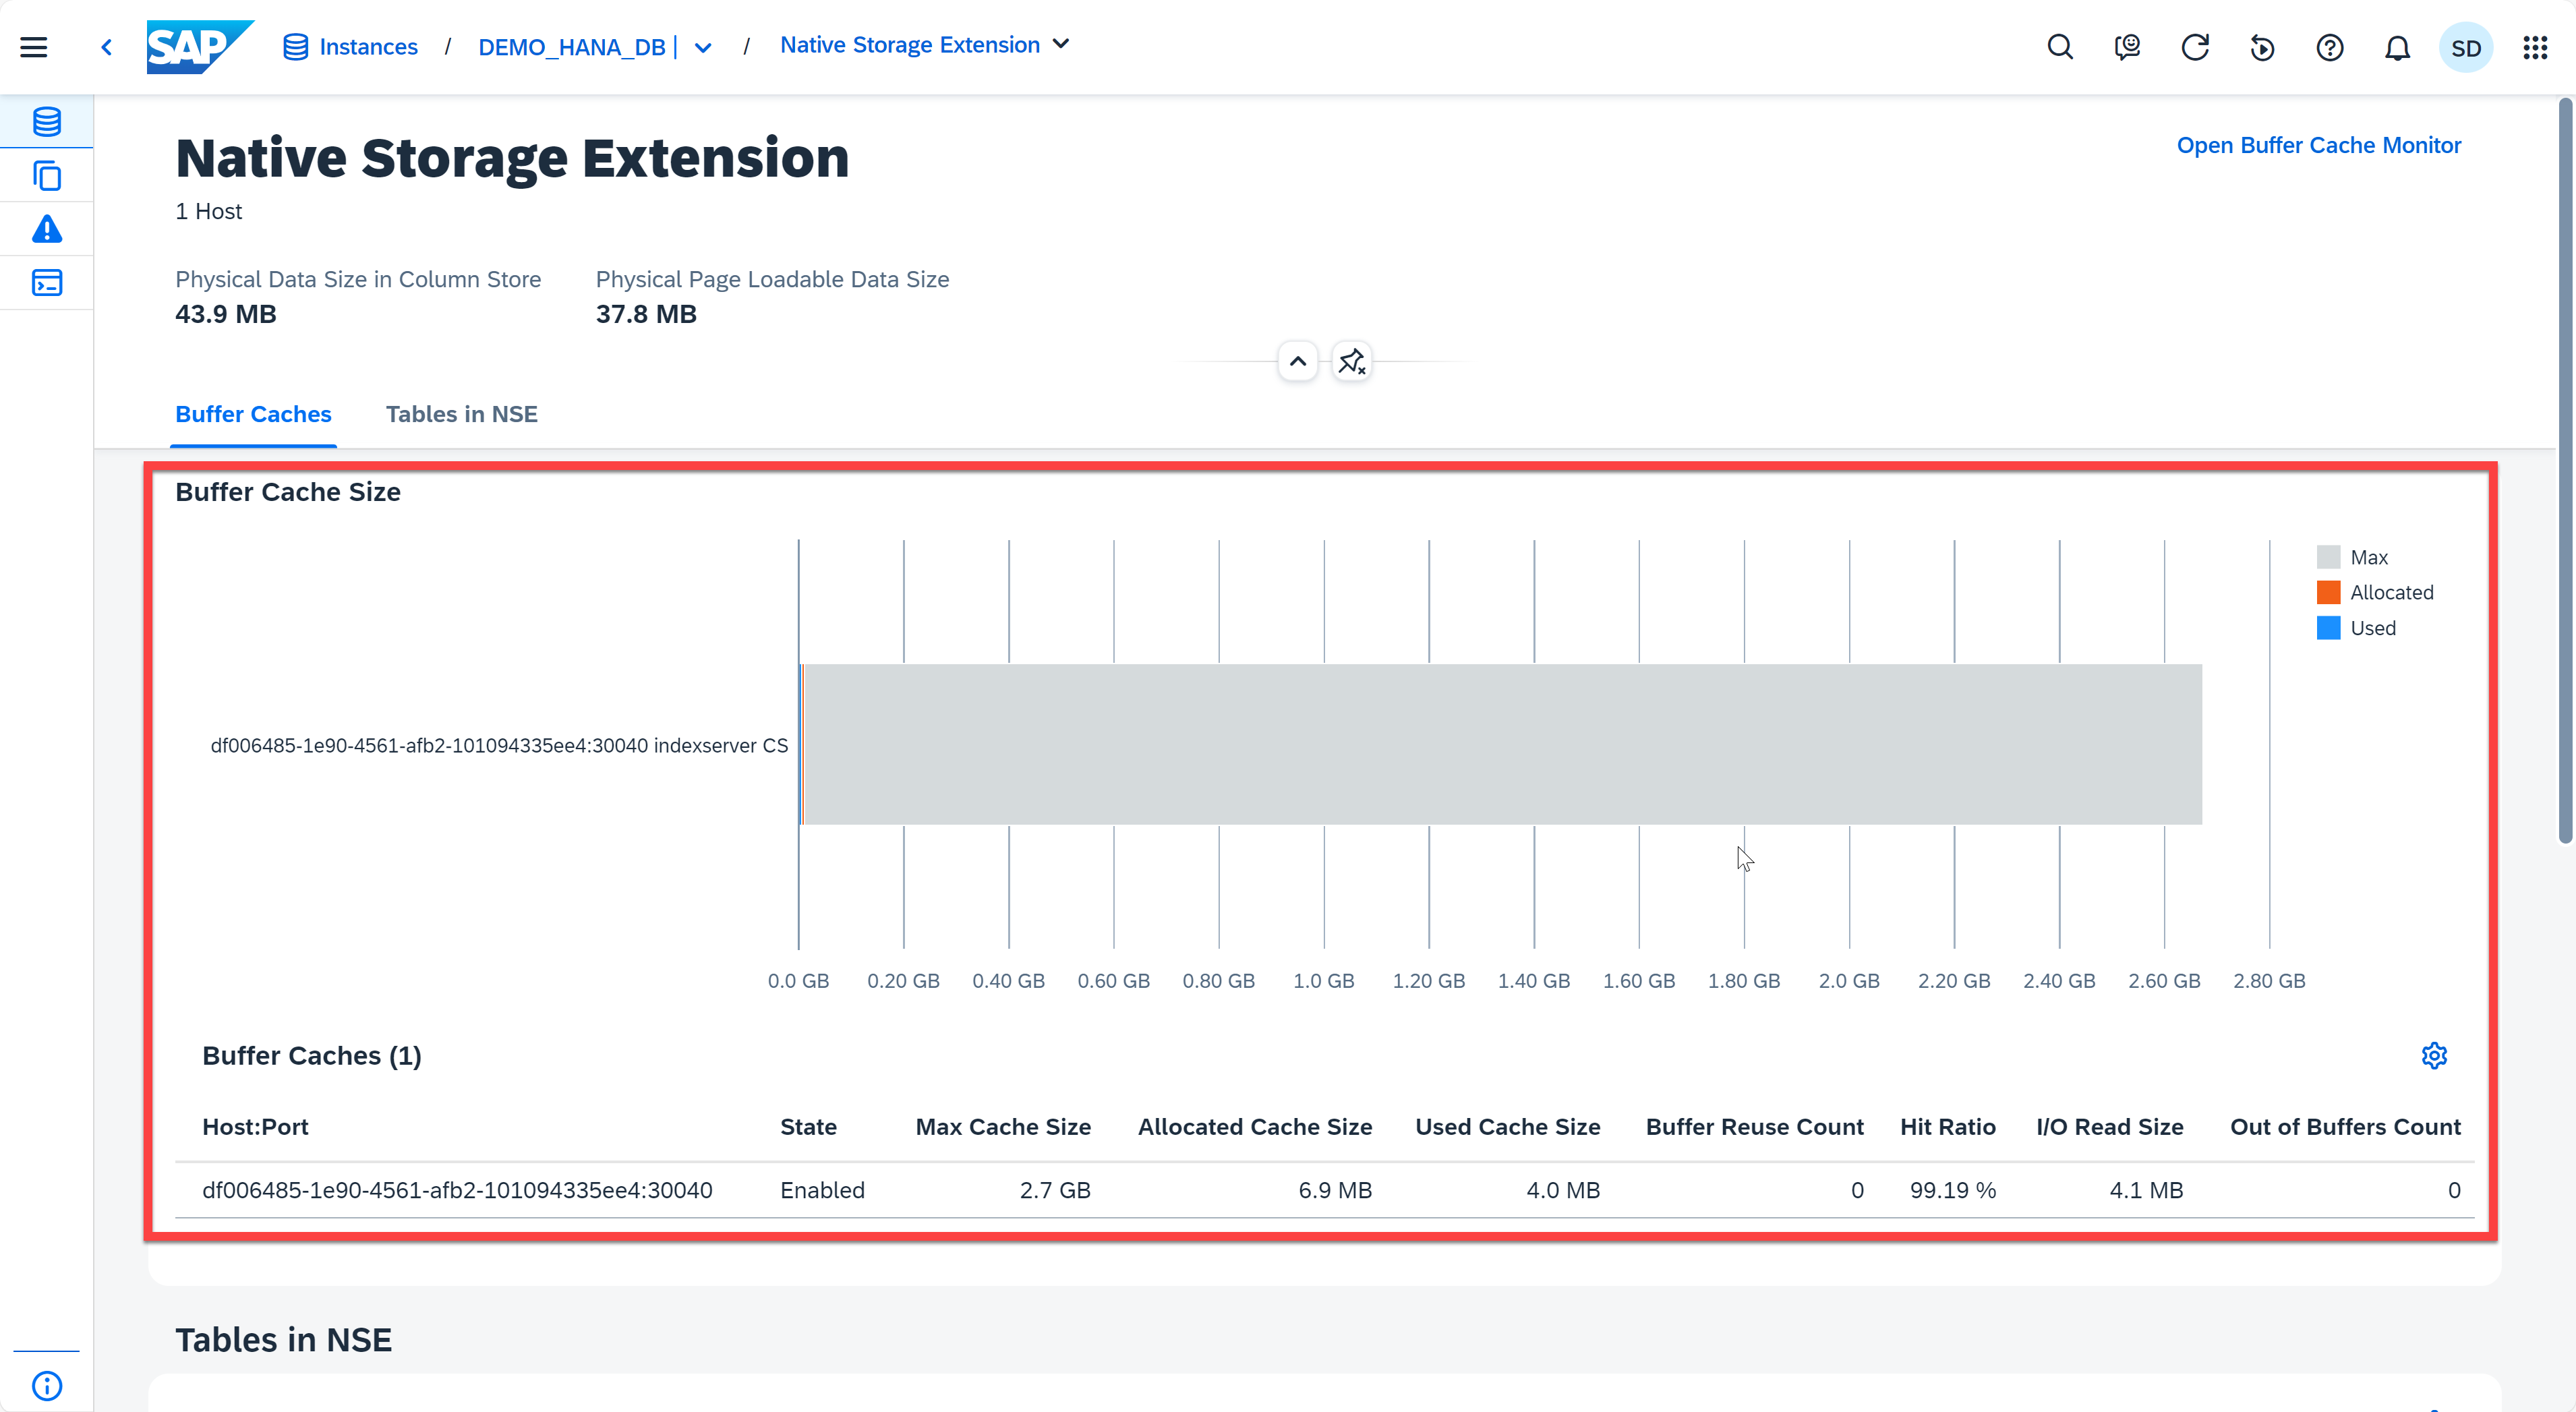 SAP Instances / DEMO_HANA_DB | / Native Storage Extension SD
Native Storage Extension
Open Buffer Cache Monitor
1 Host
Physical Data Size in Column Store Physical Page Loadable Data Size
43.9 MB 37.8 MB
Buffer Caches Tables in NSE
Buffer Cache Size
Max
Allocated
Used
df006485-1e90-4561-afb2-101094335ee4:30040 indexserver CS
0.0 GB 0.20 GB 0.40 GB 0.60 GB 0.80 GB 1.0 GB 1.20 GB 1.40 GB 1.60 GB 1.80 GB 2.0 GB 2.20 GB 2.40 GB 2.60 GB 2.80 GB
Buffer Caches (1)
Host:Port State Max Cache Size Allocated Cache Size Used Cache Size Buffer Reuse Count Hit Ratio I/O Read Size Out of Buffers Count
df006485-1e90-4561-afb2-101094335ee4:30040 Enabled 2.7 GB 6.9 MB 4.0 MB 0 99.19 % 4.1 MB 0
Tables in NSE